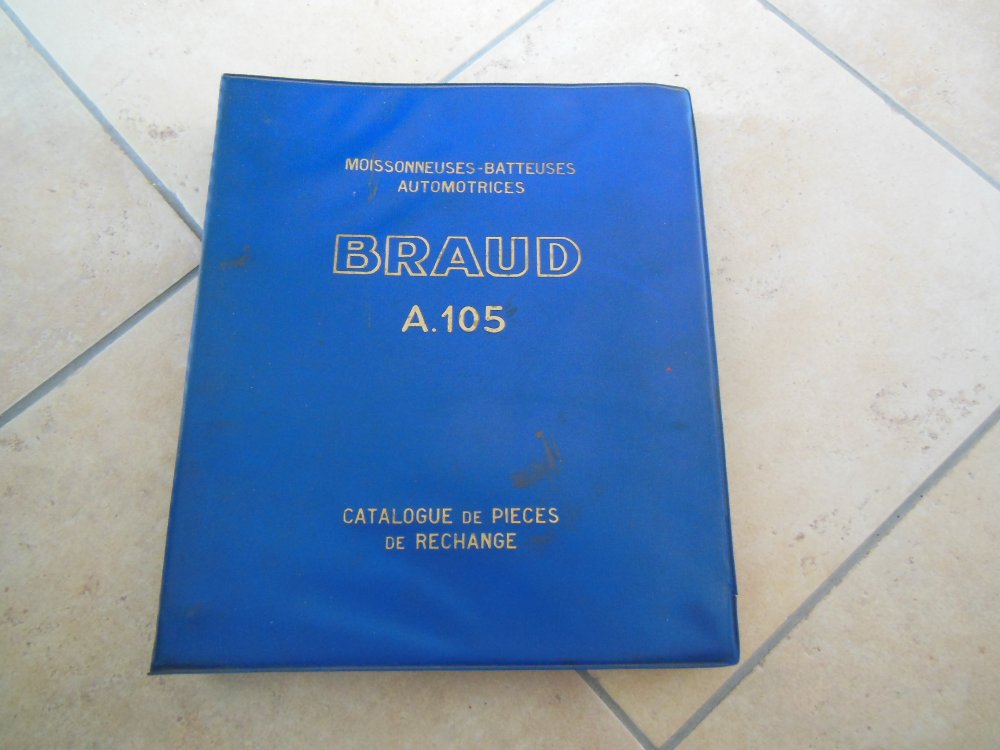 MOISSONNEUSES-BATTEUSES
AUTOMOTRICES
BRAUD
A.105
CATALOGUE DE PIECES
DE RECHANGE